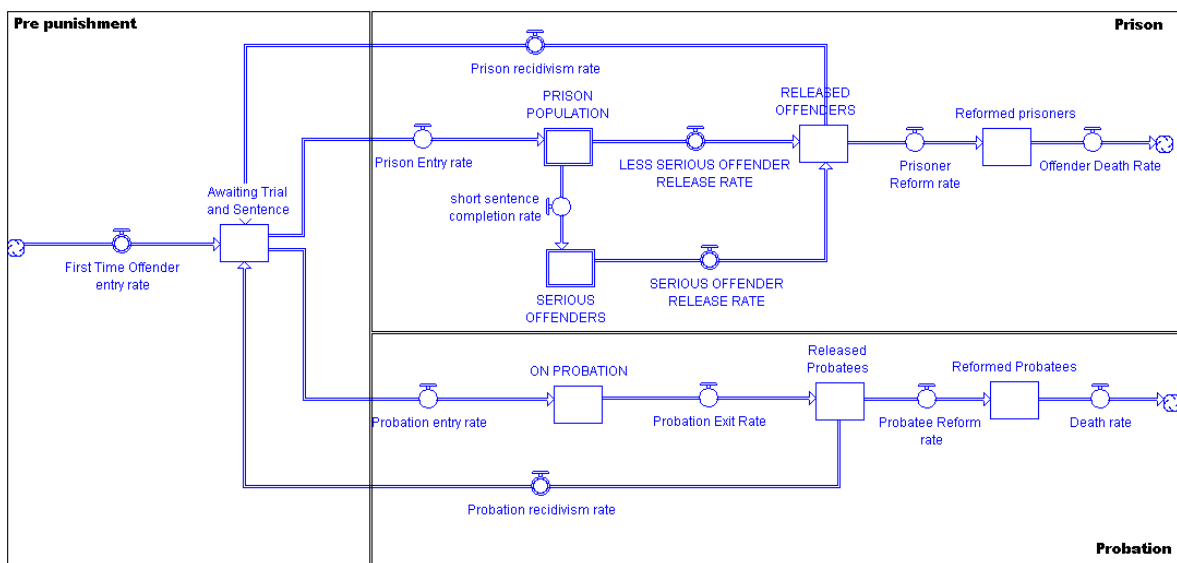 Pre punishment
Prison
Prison recidivism rate
PRISON
POPULATION
RELEASED
OFFENDERS
Reformed prisoners
Prison Entry rate
LESS SERIOUS OFFENDER
RELEASE RATE
Prisoner
Reform rate
Offender Death Rate
Awaiting Trial
and Sentence
short sentence
completion rate
First Time Offender
entry rate
SERIOUS
OFFENDERS
SERIOUS OFFENDER
RELEASE RATE
ON PROBATION
Released
Probatees
Reformed Probatees
Probation entry rate
Probation Exit Rate
Probatee Reform
rate
Death rate
Probation recidivism rate
Probation